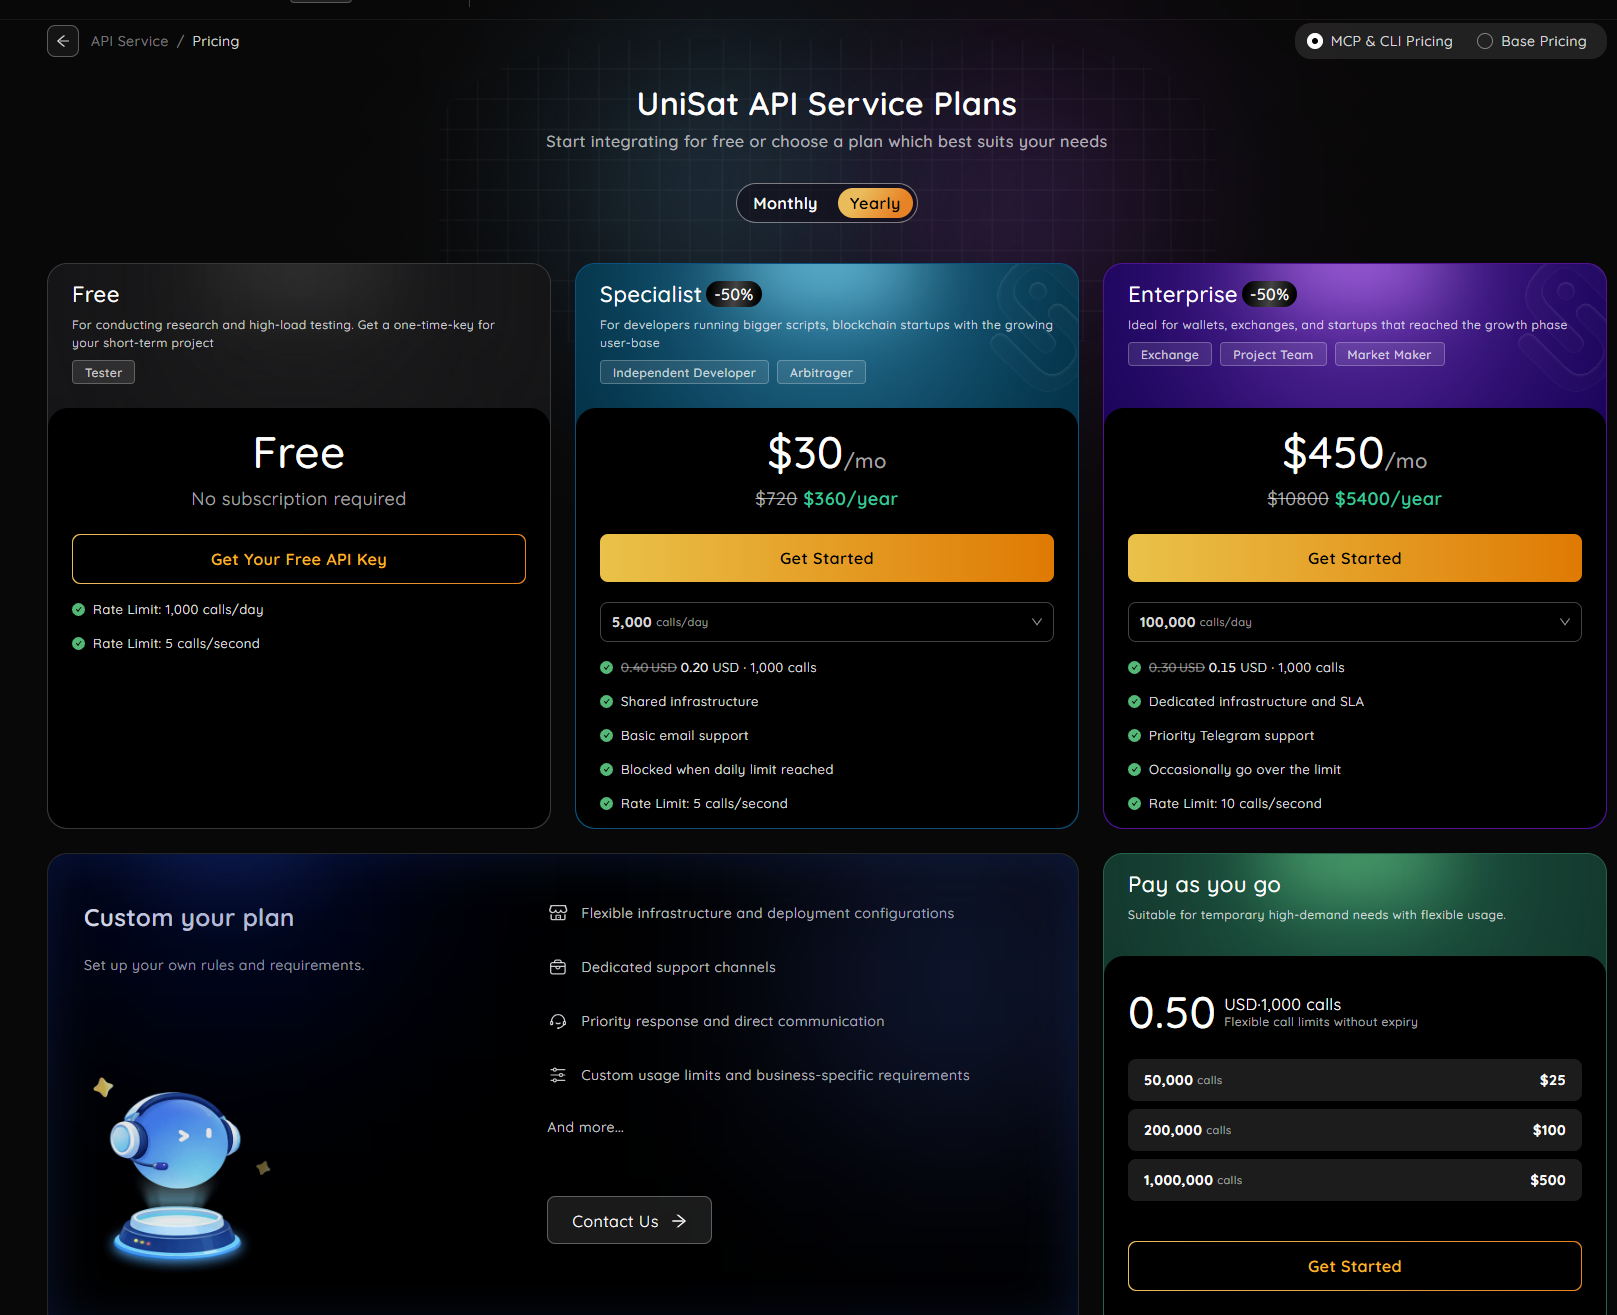 API Service / Pricing
MCP & CLI Pricing
Base Pricing
UniSat API Service Plans
Start integrating for free or choose a plan which best suits your needs
Monthly
Yearly
Free
For conducting research and high-load testing. Get a one-time-key for
your short-term project
Tester
Free
No subscription required
Get Your Free API Key
Rate Limit: 1,000 calls/day
Rate Limit: 5 calls/second
Specialist -50%
For developers running bigger scripts, blockchain startups with the growing
user-base
Independent Developer
Arbitrager
$30/mo
$720 $360/year
Get Started
5,000 calls/day
0.40 USD 0.20 USD · 1,000 calls
Shared infrastructure
Basic email support
Blocked when daily limit reached
Rate Limit: 5 calls/second
Enterprise -50%
Ideal for wallets, exchanges, and startups that reached the growth phase
Exchange
Project Team
Market Maker
$450/mo
$10800 $5400/year
Get Started
100,000 calls/day
0.30 USD 0.15 USD · 1,000 calls
Dedicated infrastructure and SLA
Priority Telegram support
Occasionally go over the limit
Rate Limit: 10 calls/second
Custom your plan
Set up your own rules and requirements.
Flexible infrastructure and deployment configurations
Dedicated support channels
Priority response and direct communication
Custom usage limits and business-specific requirements
And more...
Contact Us
Pay as you go
Suitable for temporary high-demand needs with flexible usage.
0.50 USD·1,000 calls
Flexible call limits without expiry
50,000 calls $25
200,000 calls $100
1,000,000 calls $500
Get Started